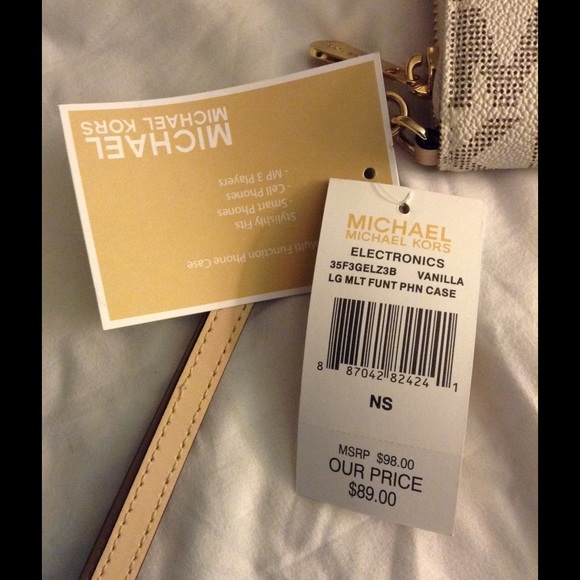 MICHAEL
MICHAEL KORS
Multi Function Phone Case
Stylishly Fits
- Smart Phones
- Cell Phones
- MP 3 Players
MICHAEL
MICHAEL KORS
ELECTRONICS
35F3GELZ3B VANILLA
LG MLT FUNT PHN CASE
8 87042 82424 1
NS
MSRP $98.00
OUR PRICE
$89.00